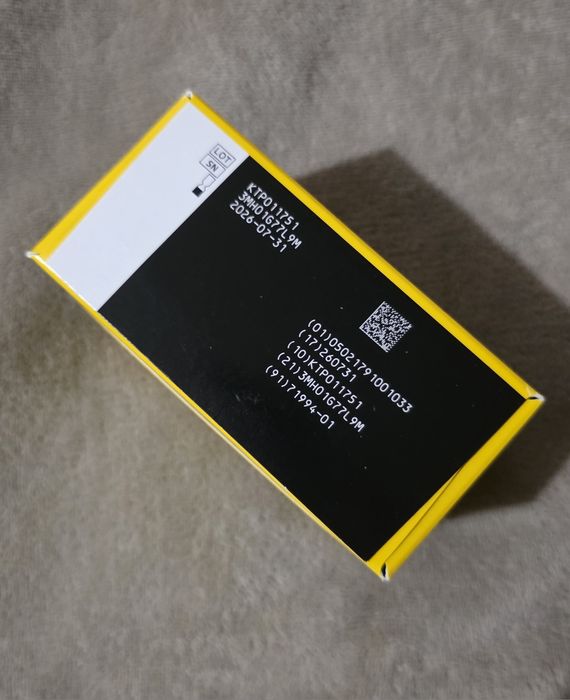 LOT
SN
KTP011751
3MH01G77L9M
2026-07-31
(01)05021791001033
(17)260731
(10)KTP011751
(21)3MH01G77L9M
(91)71994-01